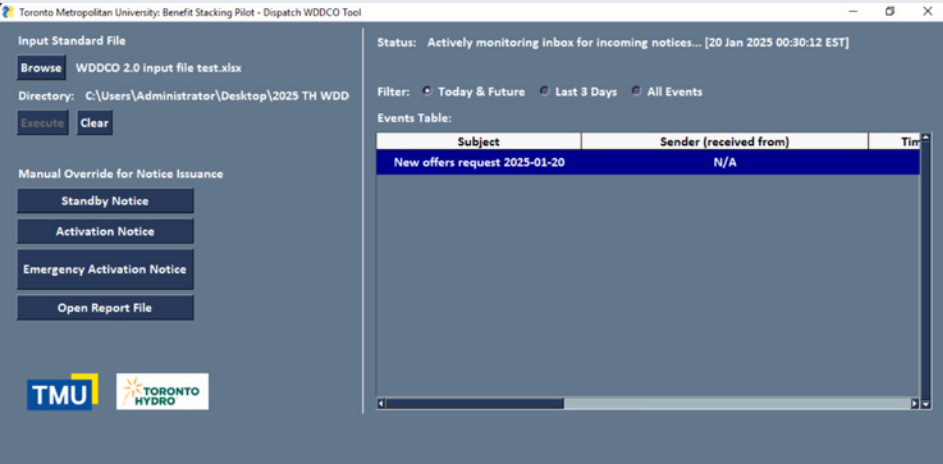 Toronto Metropolitan University: Benefit Stacking Pilot - Dispatch WDDCO Tool
Input Standard File
Browse WDDCO 2.0 input file test.xlsx
Directory: C:\Users\Administrator\Desktop\2025 TH WDD
Execute Clear
Manual Override for Notice Issuance
Standby Notice
Activation Notice
Emergency Activation Notice
Open Report File
TMU
TORONTO
HYDRO
Status: Actively monitoring inbox for incoming notices... [20 Jan 2025 00:30:12 EST]
Filter: Today & Future Last 3 Days All Events
Events Table:
Subject Sender (received from) Tim
New offers request 2025-01-20 N/A